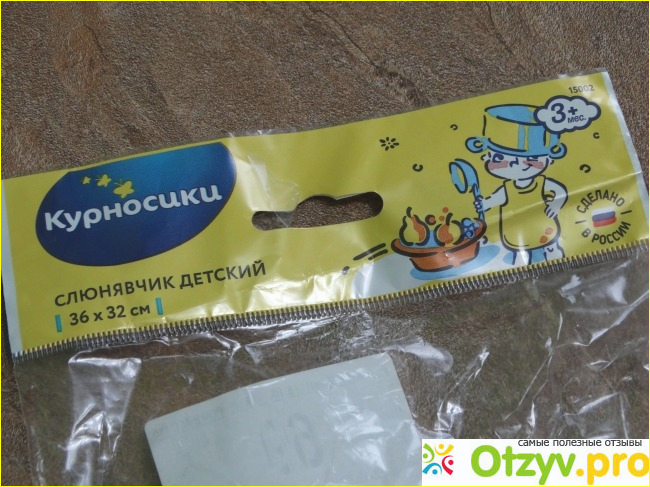 15002
3+
мес.
Курносики
СДЕЛАНО
В РОССИИ
СЛЮНЯВЧИК ДЕТСКИЙ
36 х 32 см
самые полезные отзывы
Otzyv.pro